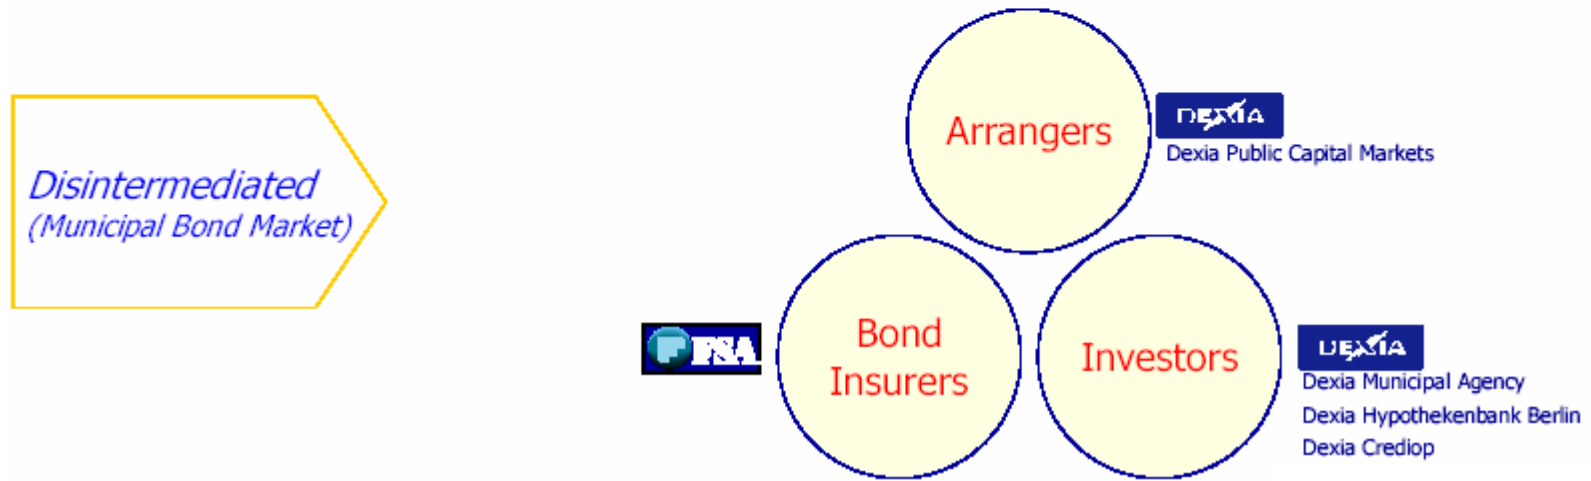 Disintermediated
(Municipal Bond Market)
Arrangers
DEXIA
Dexia Public Capital Markets
FSA
Bond
Insurers
Investors
DEXIA
Dexia Municipal Agency
Dexia Hypothekenbank Berlin
Dexia Crediop